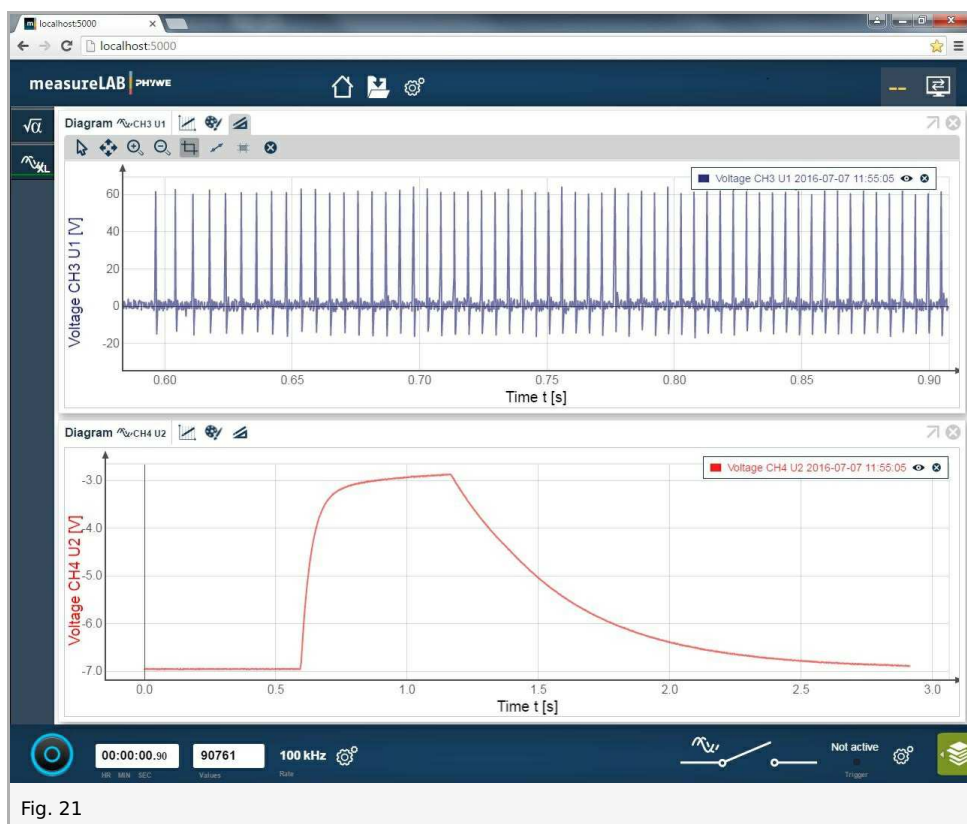 localhost:5000
localhost:5000
measureLAB PHYWE
--
√α
Diagram CH3 U1
XL
Voltage CH3 U1 2016-07-07 11:55:05
Voltage CH3 U1 [V]
60
40
20
0
-20
0.60 0.65 0.70 0.75 0.80 0.85 0.90
Time t [s]
Diagram CH4 U2
Voltage CH4 U2 2016-07-07 11:55:05
Voltage CH4 U2 [V]
-3.0
-4.0
-5.0
-6.0
-7.0
0.0 0.5 1.0 1.5 2.0 2.5 3.0
Time t [s]
00:00:00.90 90761 100 kHz Not active
HR MIN SEC Values Rate Trigger
Fig. 21